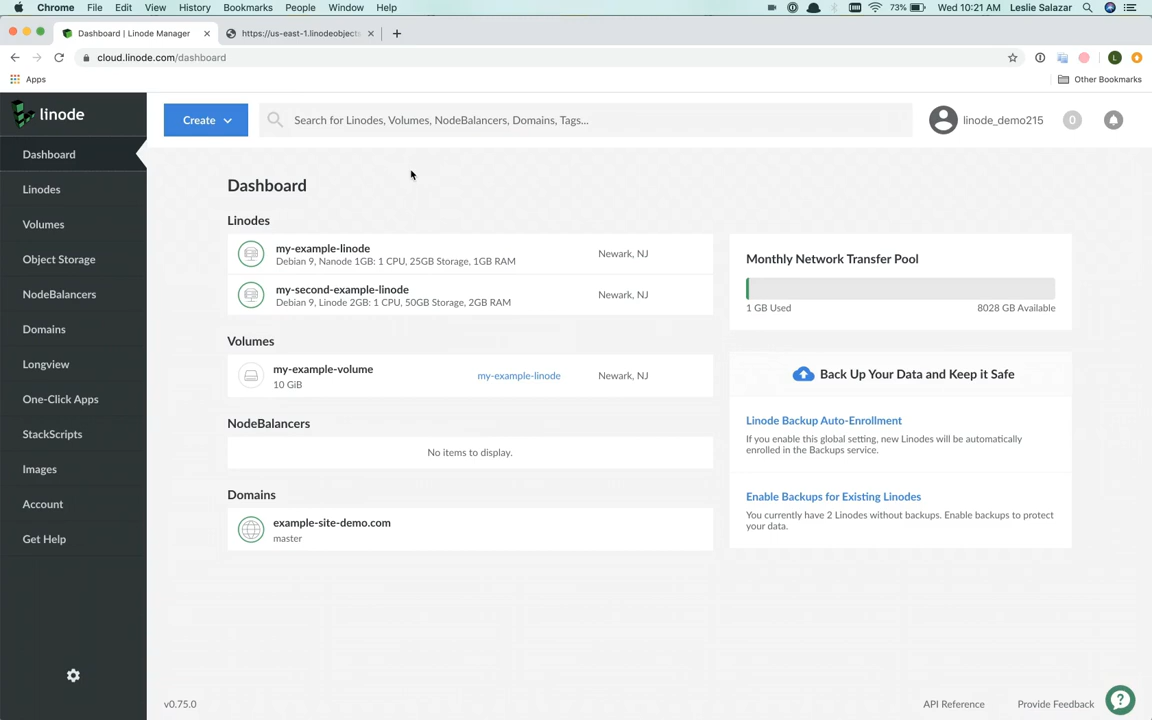 Chrome File Edit View History Bookmarks People Window Help 73% Wed 10:21 AM Leslie Salazar
Dashboard | Linode Manager https://us-east-1.linodeobjects
cloud.linode.com/dashboard L
Apps Other Bookmarks
linode
Create
Search for Linodes, Volumes, NodeBalancers, Domains, Tags...
linode_demo215
0
Dashboard
Linodes
Volumes
Object Storage
NodeBalancers
Domains
Longview
One-Click Apps
StackScripts
Images
Account
Get Help
Dashboard
Linodes
my-example-linode
Debian 9, Nanode 1GB: 1 CPU, 25GB Storage, 1GB RAM
Newark, NJ
my-second-example-linode
Debian 9, Linode 2GB: 1 CPU, 50GB Storage, 2GB RAM
Newark, NJ
Volumes
my-example-volume
10 GiB
my-example-linode
Newark, NJ
NodeBalancers
No items to display.
Domains
example-site-demo.com
master
Monthly Network Transfer Pool
1 GB Used 8028 GB Available
Back Up Your Data and Keep it Safe
Linode Backup Auto-Enrollment
If you enable this global setting, new Linodes will be automatically
enrolled in the Backups service.
Enable Backups for Existing Linodes
You currently have 2 Linodes without backups. Enable backups to protect
your data.
v0.75.0
API Reference Provide Feedback
?